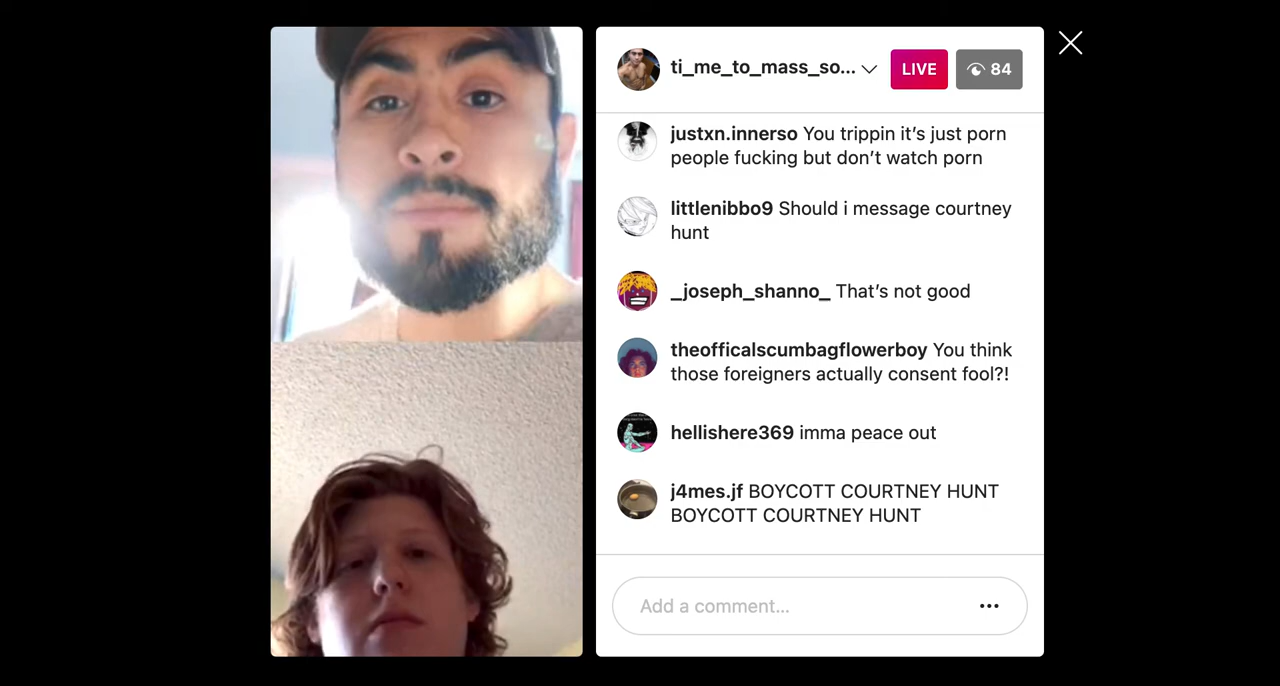 ti_me_to_mass_so... LIVE 84
justxn.innerso You trippin it’s just porn
people fucking but don’t watch porn
littlenibbo9 Should i message courtney
hunt
_joseph_shanno_ That’s not good
theofficalscumbagflowerboy You think
those foreigners actually consent fool?!
hellishere369 imma peace out
j4mes.jf BOYCOTT COURTNEY HUNT
BOYCOTT COURTNEY HUNT
Add a comment...